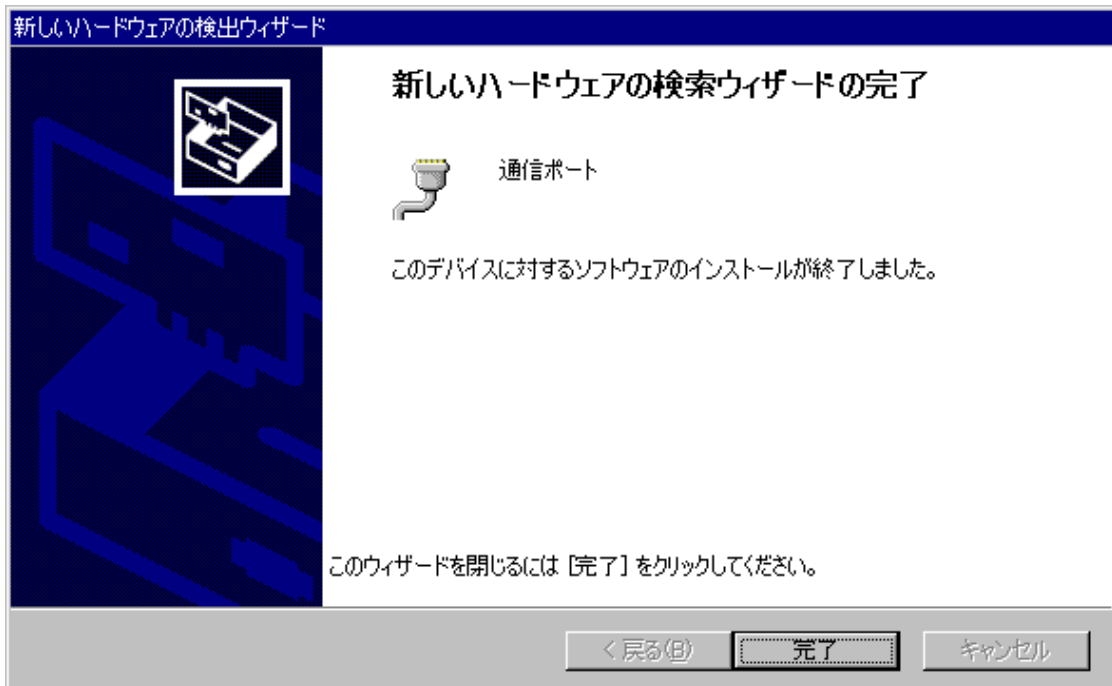 新しいハードウェアの検出ウィザード
新しいハードウェアの検索ウィザードの完了
通信ポート
このデバイスに対するソフトウェアのインストールが終了しました。
このウィザードを閉じるには [完了] をクリックしてください。
< 戻る(B) 完了 キャンセル